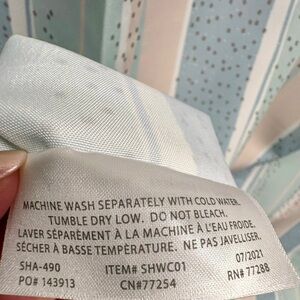 MACHINE WASH SEPARATELY WITH COLD WATER.
TUMBLE DRY LOW. DO NOT BLEACH.
LAVER SÉPARÉMENT À LA MACHINE À L'EAU FROIDE.
SÉCHER À BASSE TEMPÉRATURE. NE PAS JAVELLISER.
07/2021
SHA-490 ITEM# SHWC01 RN# 77288
PO# 143913 CN#77254